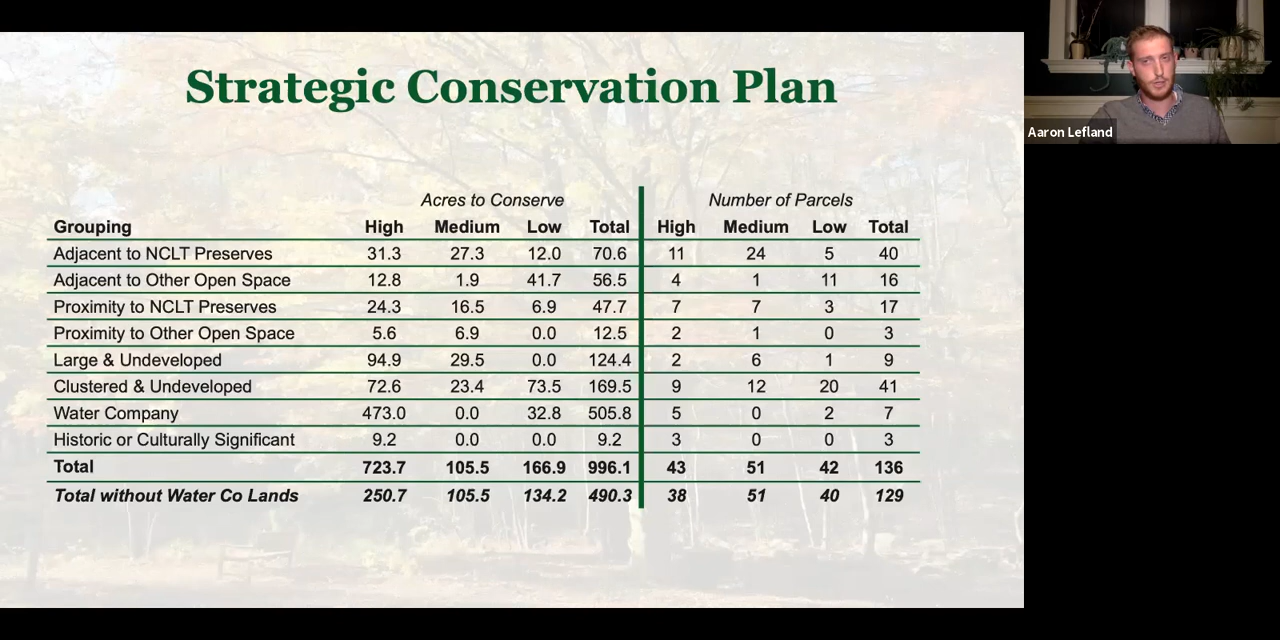 Strategic Conservation Plan
Acres to Conserve Number of Parcels
Grouping High Medium Low Total High Medium Low Total
Adjacent to NCLT Preserves 31.3 27.3 12.0 70.6 11 24 5 40
Adjacent to Other Open Space 12.8 1.9 41.7 56.5 4 1 11 16
Proximity to NCLT Preserves 24.3 16.5 6.9 47.7 7 7 3 17
Proximity to Other Open Space 5.6 6.9 0.0 12.5 2 1 0 3
Large & Undeveloped 94.9 29.5 0.0 124.4 2 6 1 9
Clustered & Undeveloped 72.6 23.4 73.5 169.5 9 12 20 41
Water Company 473.0 0.0 32.8 505.8 5 0 2 7
Historic or Culturally Significant 9.2 0.0 0.0 9.2 3 0 0 3
Total 723.7 105.5 166.9 996.1 43 51 42 136
Total without Water Co Lands 250.7 105.5 134.2 490.3 38 51 40 129
Aaron Lefland